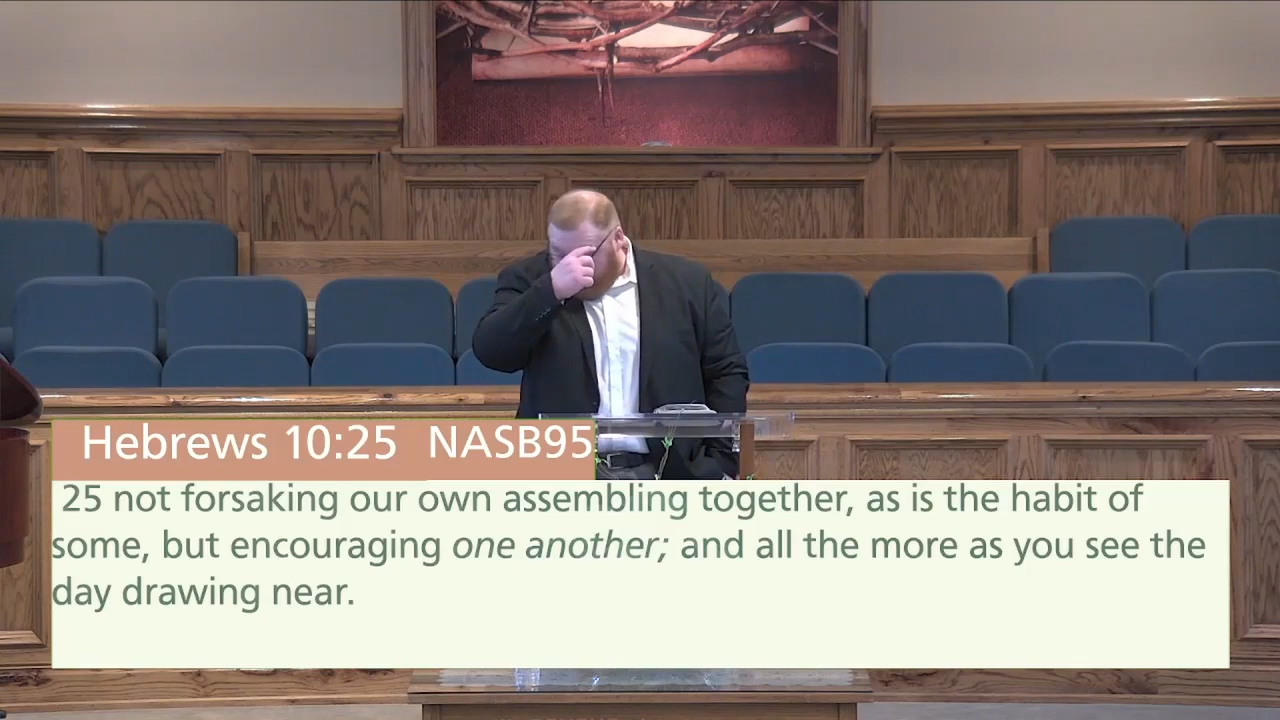 Hebrews 10:25 NASB95
25 not forsaking our own assembling together, as is the habit of
some, but encouraging one another; and all the more as you see the
day drawing near.